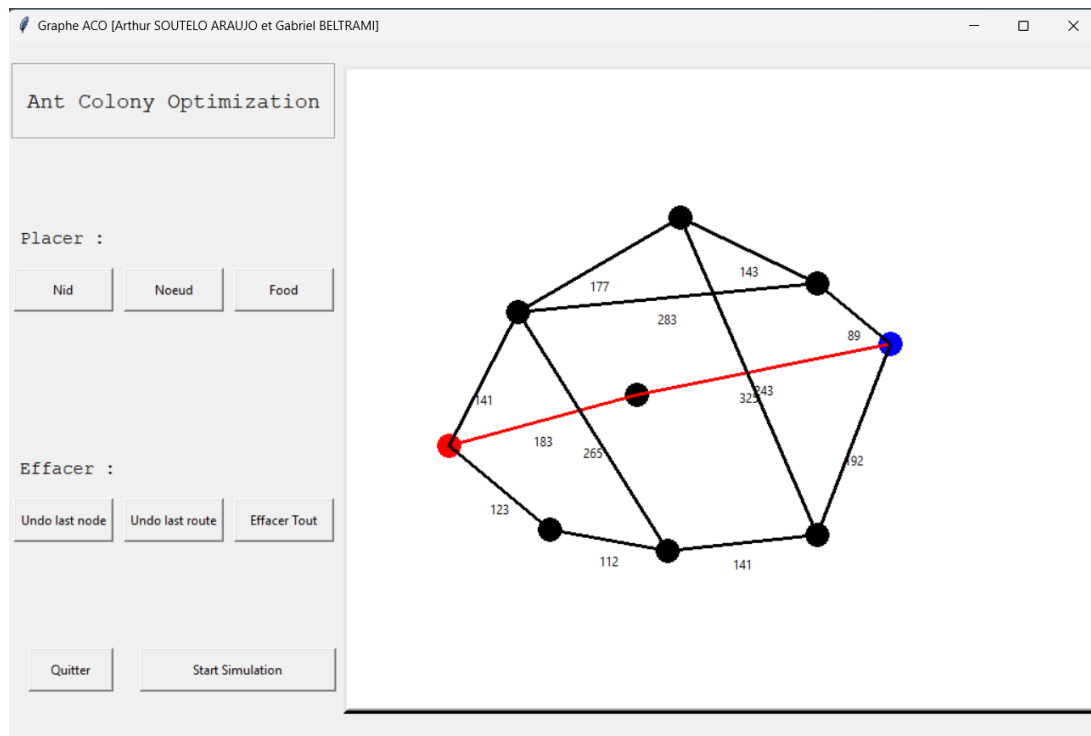 Graphe ACO [Arthur SOUTELO ARAUJO et Gabriel BELTRAMI]
Ant Colony Optimization
Placer :
Nid Noeud Food
Effacer :
Undo last node Undo last route Effacer Tout
Quitter Start Simulation
143
177
283
89
243
325
141
183
265
192
123
112
141